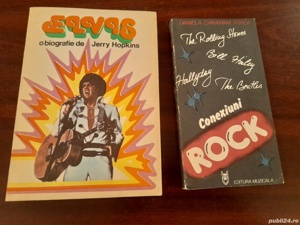 ELVIS
o biografie de Jerry Hopkins
DANIELA CARAMAN FOTEA
The Rolling Stones
Bill Haley
Hallyday
The Beatles
Conexiuni
ROCK
EDITURA MUZICALĂ
publi24.ro